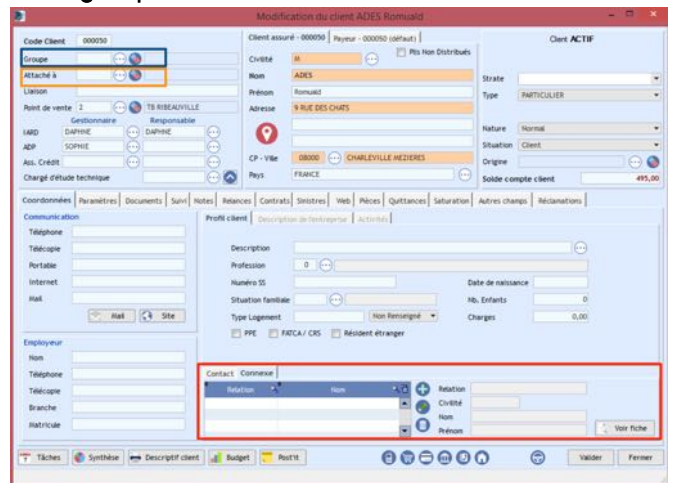 Modification du client ADES Romuald
Code Client 000050
Groupe
Attaché à
Liaison
Point de vente 2 TB RIBEAUVILLE
Gestionnaire Responsable
IARD DAPHNE DAPHNE
ADP SOPHIE
Ass. Crédit
Chargé d'étude technique
Client assuré - 000050 Payeur - 000050 (défaut)
Civilité M Plis Non Distribués
Nom ADES
Prénom Romuald
Adresse 9 RUE DES CHATS
CP - Ville 08000 CHARLEVILLE MEZIERES
Pays FRANCE
Client ACTIF
Strate
Type PARTICULIER
Nature Normal
Situation Client
Origine
Solde compte client 495,00
Coordonnées Paramètres Documents Suivi Notes Relances Contrats Sinistres Web Pièces Quittances Saturation Autres champs Réclamations
Communication
Téléphone
Télécopie
Portable
Internet
Mail
Mail Site
Employeur
Nom
Téléphone
Télécopie
Branche
Matricule
Profil client Description de l'entreprise Activités
Description
Profession 0
Numéro SS Date de naissance
Situation familiale Nb. Enfants 0
Type Logement Non Renseigné Charges 0,00
PPE FATCA / CRS Résident étranger
Contact Connexe
Relation Nom
Relation
Civilité
Nom
Prénom
Voir fiche
Tâches Synthèse Descriptif client Budget Post'it Valider Fermer